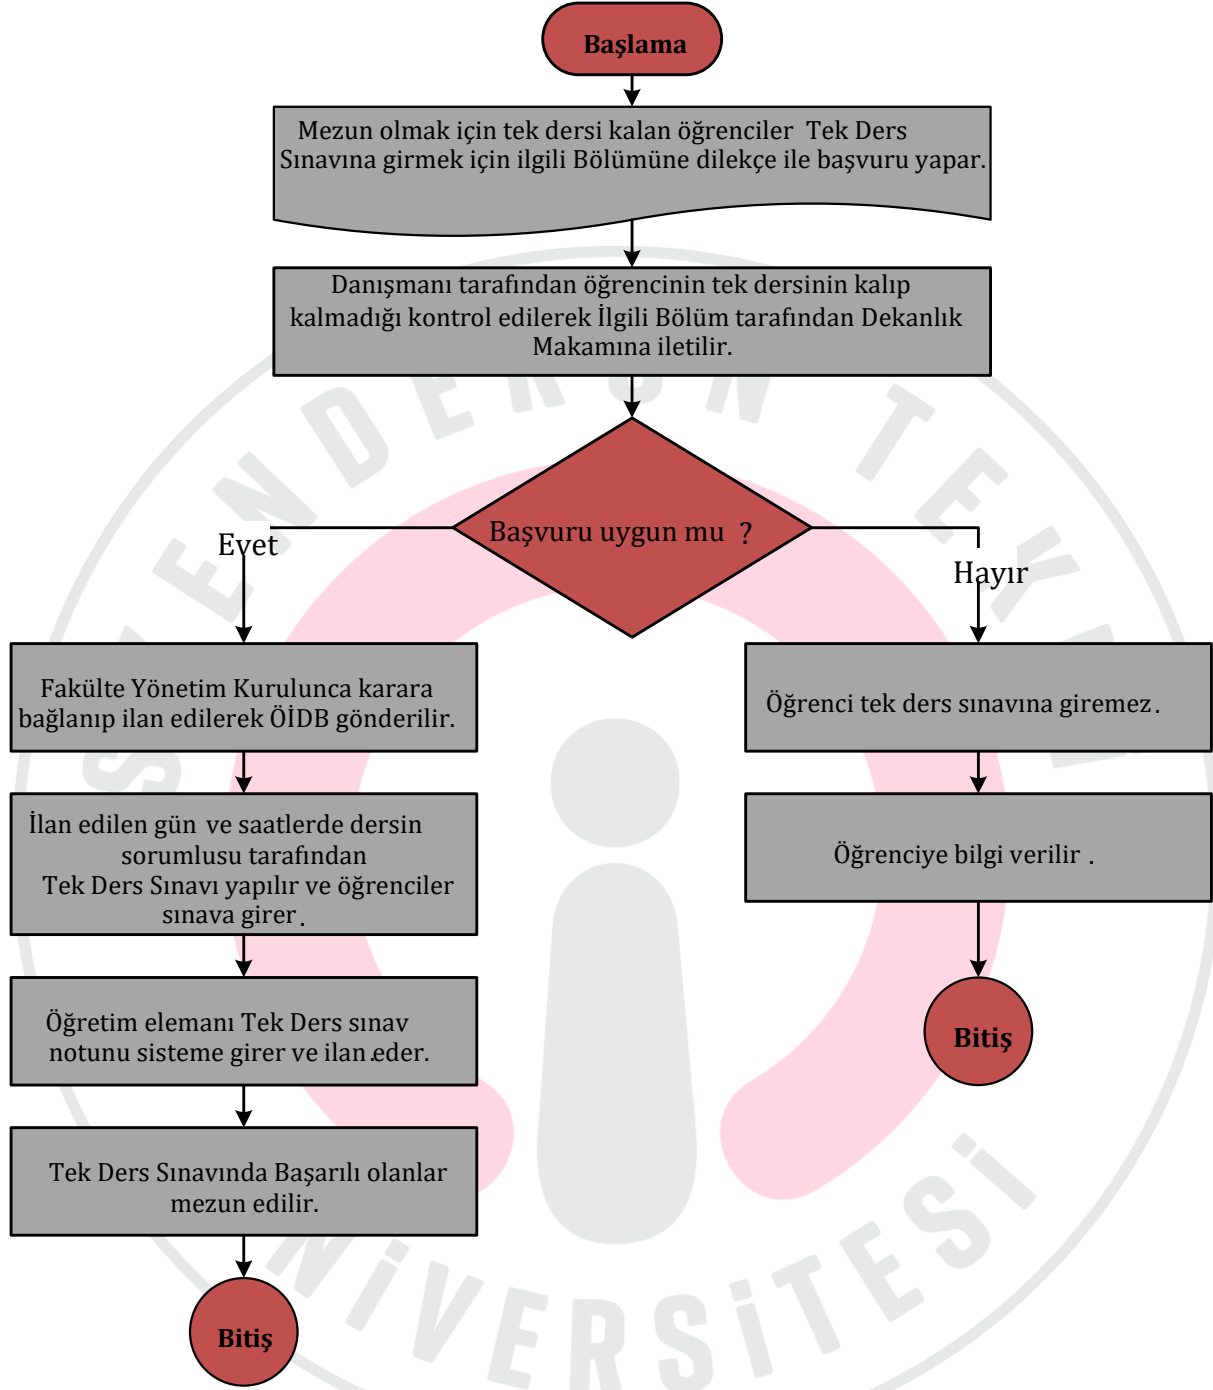 Başlama
Mezun olmak için tek dersi kalan öğrenciler Tek Ders
Sınavına girmek için ilgili Bölümüne dilekçe ile başvuru yapar.
Danışmanı tarafından öğrencinin tek dersinin kalıp
kalmadığı kontrol edilerek İlgili Bölüm tarafından Dekanlık
Makamına iletilir.
Başvuru uygun mu ?
Evet
Hayır
Fakülte Yönetim Kurulunca karara
bağlanıp ilan edilerek ÖİDB gönderilir.
Öğrenci tek ders sınavına giremez.
İlan edilen gün ve saatlerde dersin
sorumlusu tarafından
Tek Ders Sınavı yapılır ve öğrenciler
sınava girer.
Öğrenciye bilgi verilir .
Öğretim elemanı Tek Ders sınav
notunu sisteme girer ve ilan.eder.
Bitiş
Tek Ders Sınavında Başarılı olanlar
mezun edilir.
Bitiş